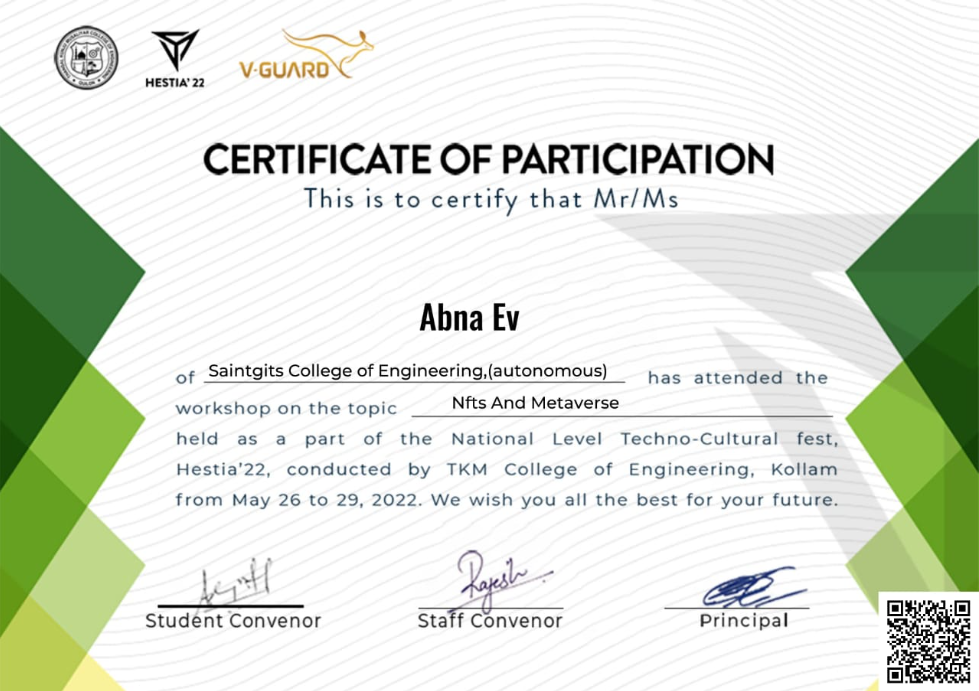 HESTIA' 22
V-GUARD
CERTIFICATE OF PARTICIPATION
This is to certify that Mr/Ms
Abna Ev
of Saintgits College of Engineering,(autonomous) has attended the
workshop on the topic Nfts And Metaverse
held as a part of the National Level Techno-Cultural fest,
Hestia'22, conducted by TKM College of Engineering, Kollam
from May 26 to 29, 2022. We wish you all the best for your future.
Rajesh
Student Convenor
Staff Convenor
Principal